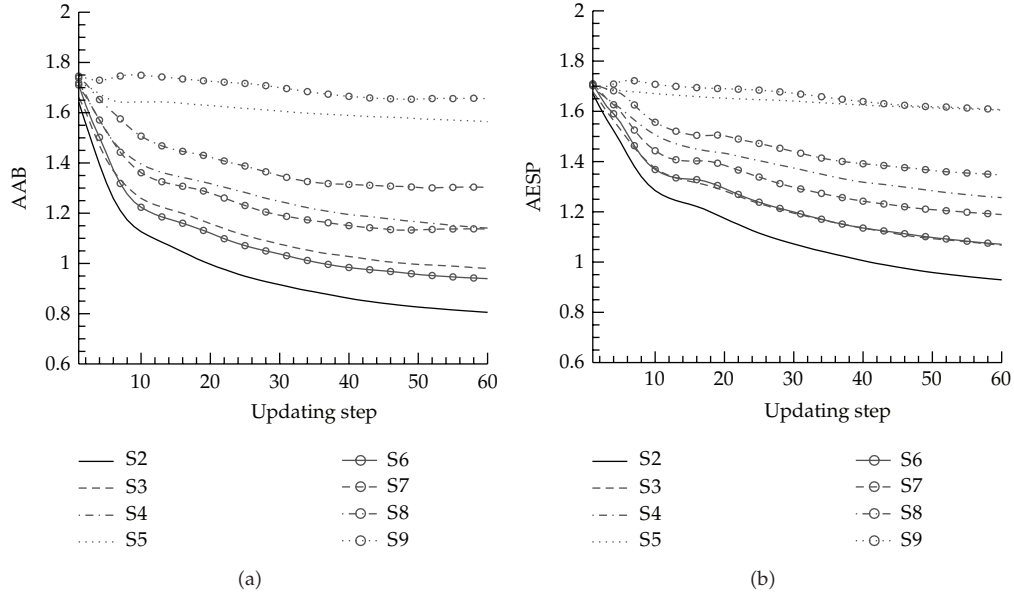 2
1.8
1.6
1.4
1.2
1
0.8
0.6
AAB
10 20 30 40 50 60
Updating step
S2 S6
S3 S7
S4 S8
S5 S9
(a)
2
1.8
1.6
1.4
1.2
1
0.8
0.6
AESP
10 20 30 40 50 60
Updating step
S2 S6
S3 S7
S4 S8
S5 S9
(b)